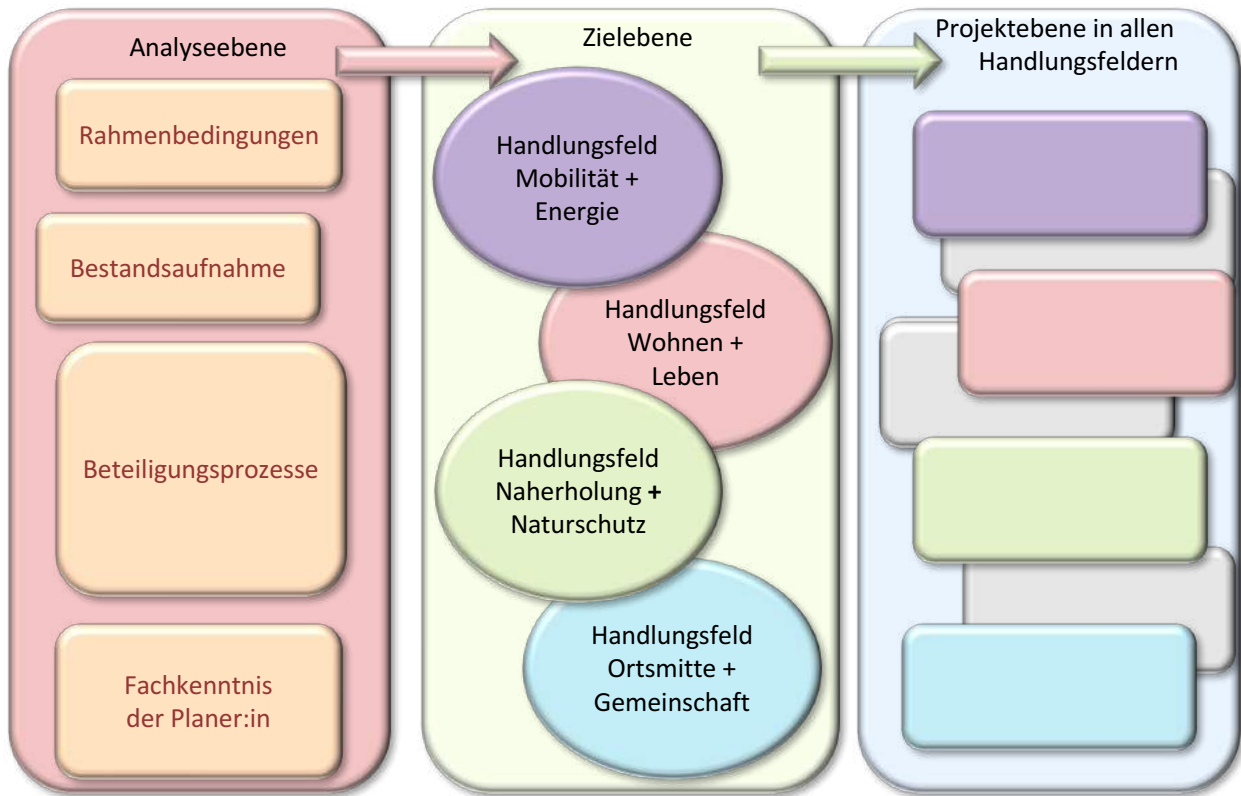 Analyseebene
Rahmenbedingungen
Bestandsaufnahme
Beteiligungsprozesse
Fachkenntnis
der Planer:in
Zielebene
Handlungsfeld
Mobilität +
Energie
Handlungsfeld
Wohnen +
Leben
Handlungsfeld
Naherholung +
Naturschutz
Handlungsfeld
Ortsmitte +
Gemeinschaft
Projektebene in allen
Handlungsfeldern